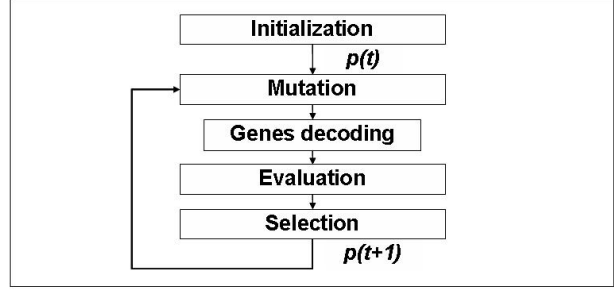 Initialization
p(t)
Mutation
Genes decoding
Evaluation
Selection
p(t+1)